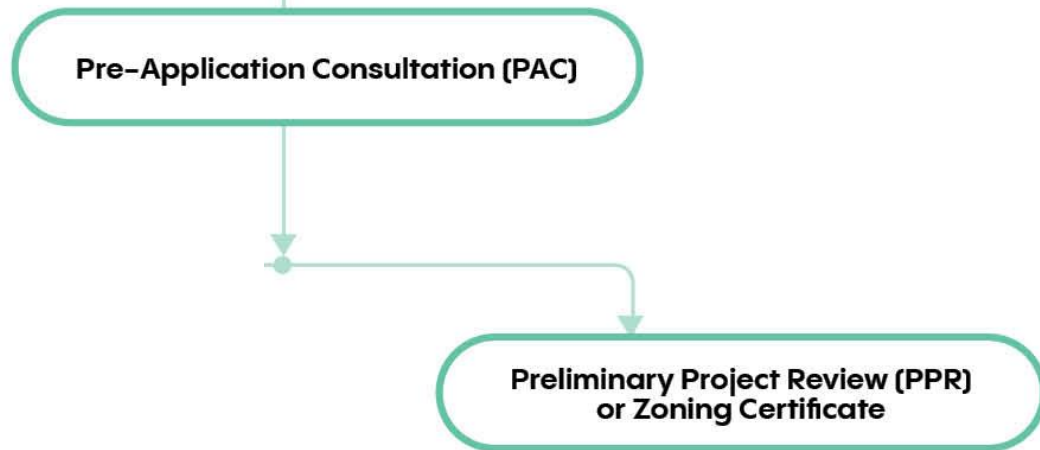 Pre-Application Consultation (PAC)
Preliminary Project Review (PPR)
or Zoning Certificate